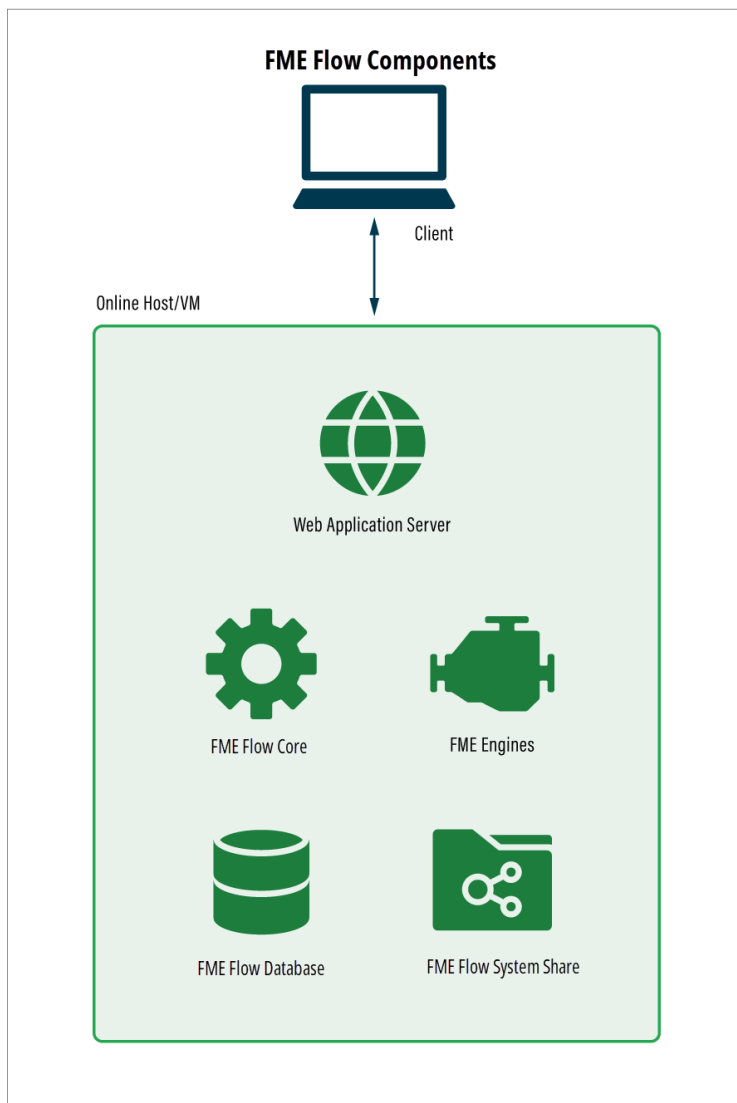 FME Flow Components
Client
Online Host/VM
Web Application Server
FME Flow Core
FME Engines
FME Flow Database
FME Flow System Share